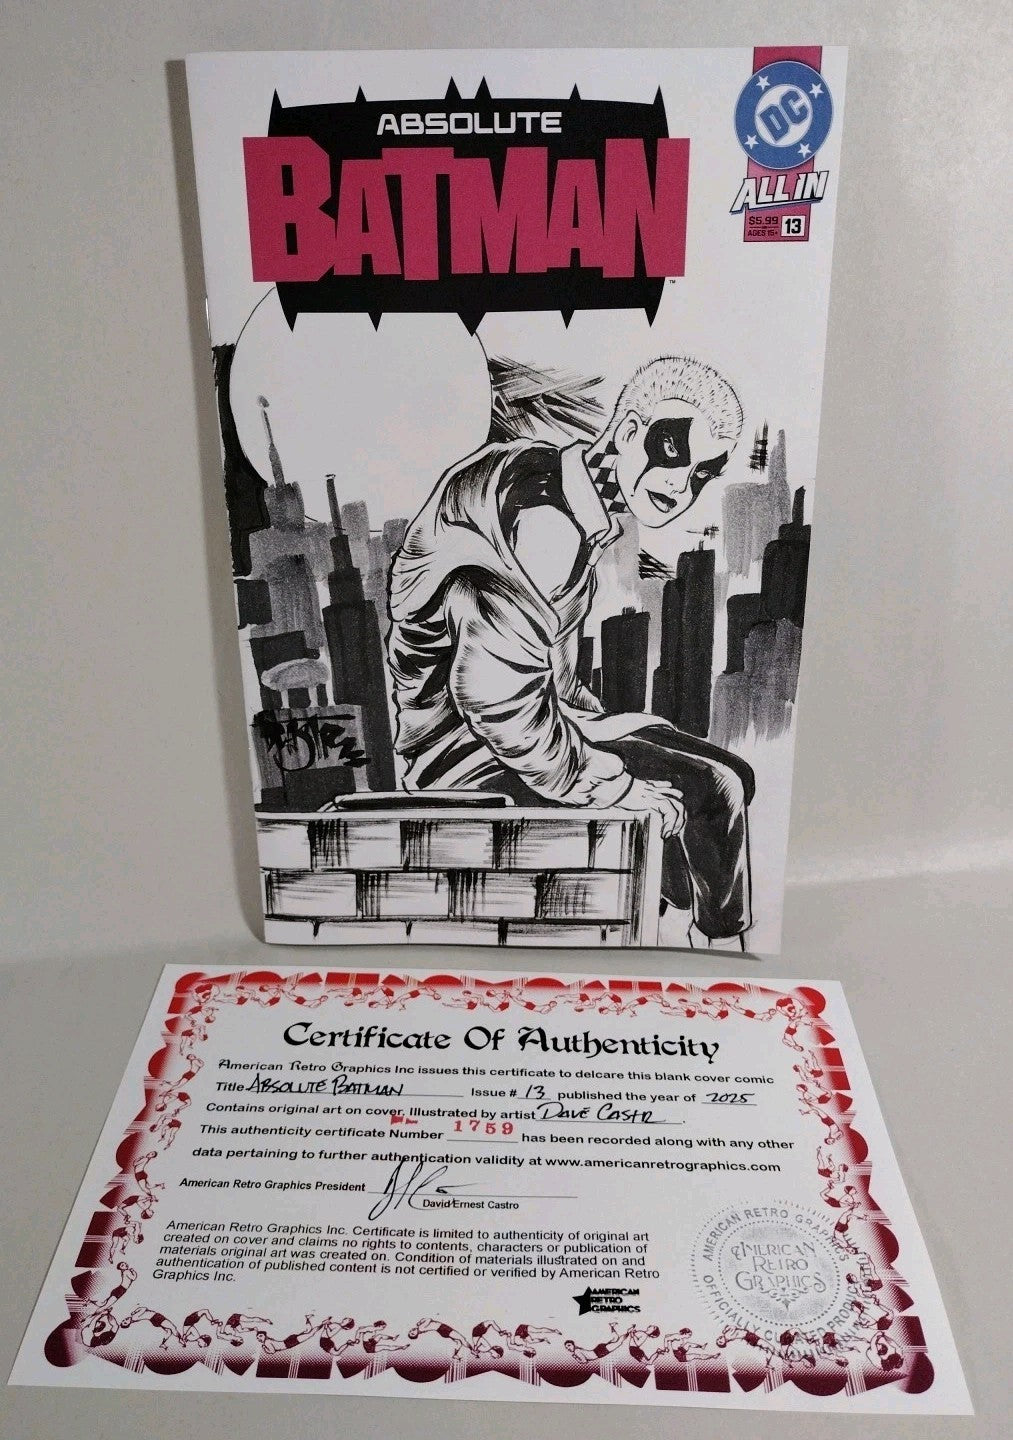 ABSOLUTE
BATMAN
™
DC
ALL IN
$5.99
AGES 15+
13
Certificate Of Authenticity
American Retro Graphics Inc issues this certificate to delcare this blank cover comic
Title ABSOLUTE BATMAN Issue # 13 published the year of 2025
Contains original art on cover. Illustrated by artist DAVE CASTR
This authenticity certificate Number 1759 has been recorded along with any other
data pertaining to further authentication validity at www.americanretrographics.com
American Retro Graphics President
David Ernest Castro
American Retro Graphics Inc. Certificate is limited to authenticity of original art
created on cover and claims no rights to contents, characters or publication of
materials original art was created on. Condition of materials illustrated on and
authentication of published content is not certified or verified by American Retro
Graphics Inc.
AMERICAN
RETRO
GRAPHICS
AMERICAN RETRO GRAPHICS
AMERICAN
RETRO
GRAPHICS